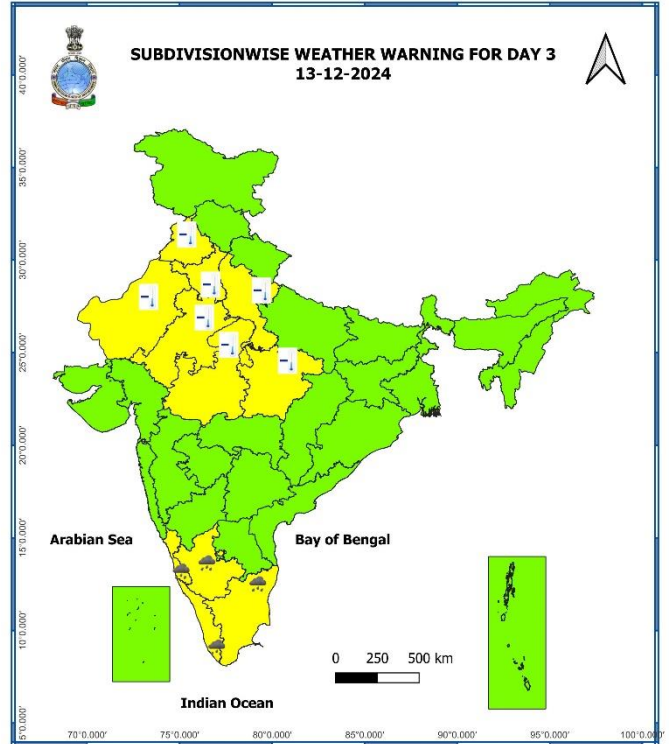 SUBDIVISIONWISE WEATHER WARNING FOR DAY 3
13-12-2024
40°0.000'
35°0.000'
30°0.000'
25°0.000'
20°0.000'
15°0.000'
10°0.000'
5°0.000'
Arabian Sea
Bay of Bengal
0 250 500 km
Indian Ocean
70°0.000' 75°0.000' 80°0.000' 85°0.000' 90°0.000' 95°0.000' 100°0.000'